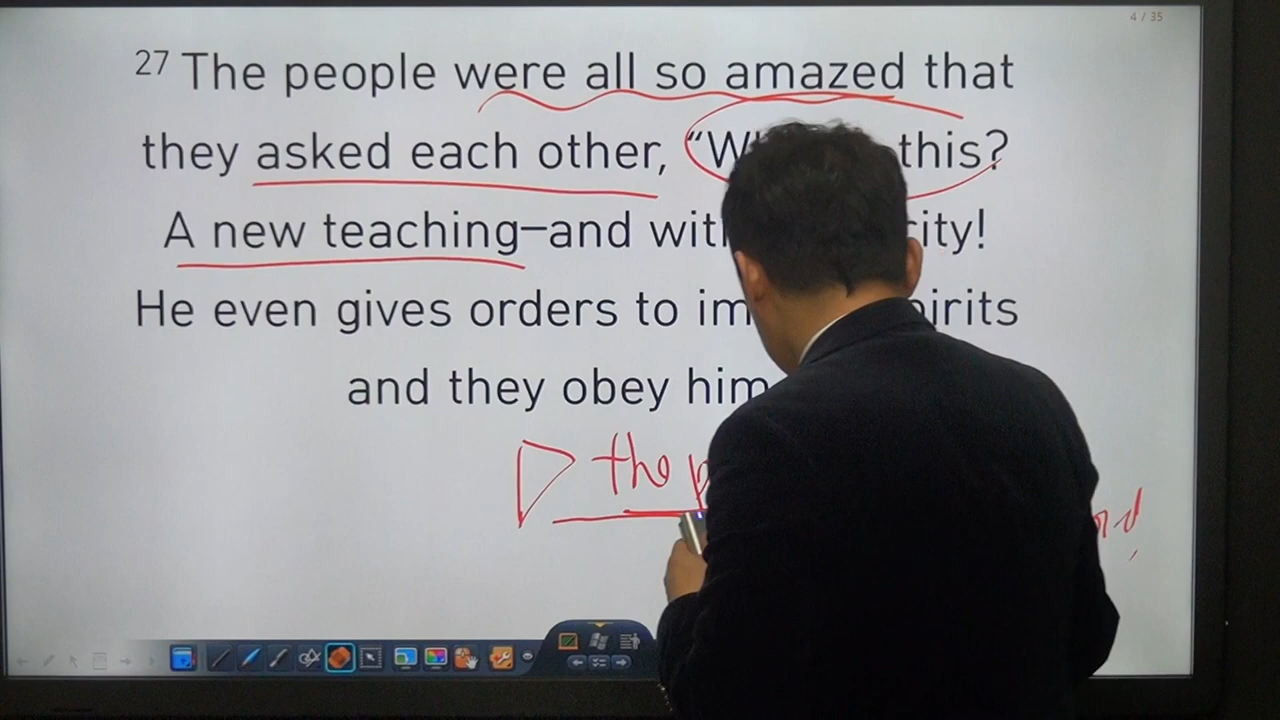 4 / 35
27 The people were all so amazed that
they asked each other, "W this?
A new teaching—and wit ity!
He even gives orders to im irits
and they obey him
the p
nd